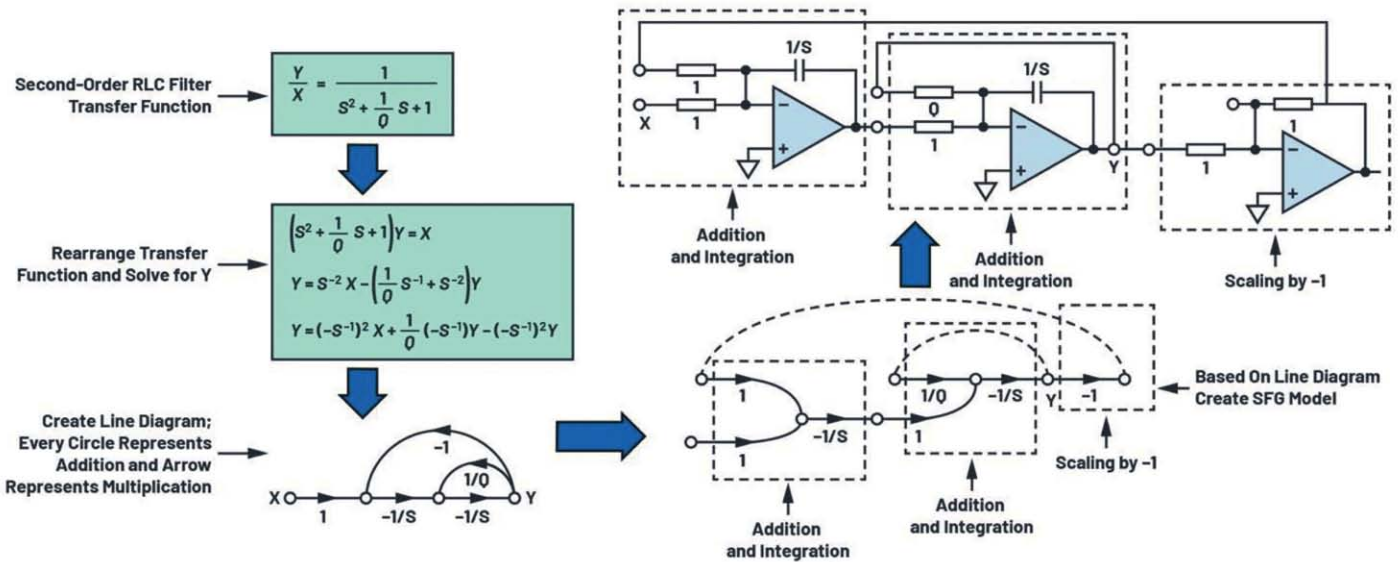 Second-Order RLC Filter
Transfer Function
Y/X = 1/(S² + 1/Q S + 1)
Rearrange Transfer
Function and Solve for Y
(S² + 1/Q S + 1)Y = X
Y = S⁻² X – (1/Q S⁻¹ + S⁻²)Y
Y = (–S⁻¹)² X + 1/Q (–S⁻¹)Y – (–S⁻¹)² Y
Create Line Diagram;
Every Circle Represents
Addition and Arrow
Represents Multiplication
–1
1/Q
X
Y
1
–1/S
–1/S
1/S
1
X
1
–
+
Addition
and Integration
1/S
Q
1
–
+
Y
Addition
and Integration
1
1
–
+
Scaling by –1
1
1
–1/S
Addition
and Integration
1/Q
–1/S
1
Y
–1
Addition
and Integration
Scaling by –1
Based On Line Diagram
Create SFG Model